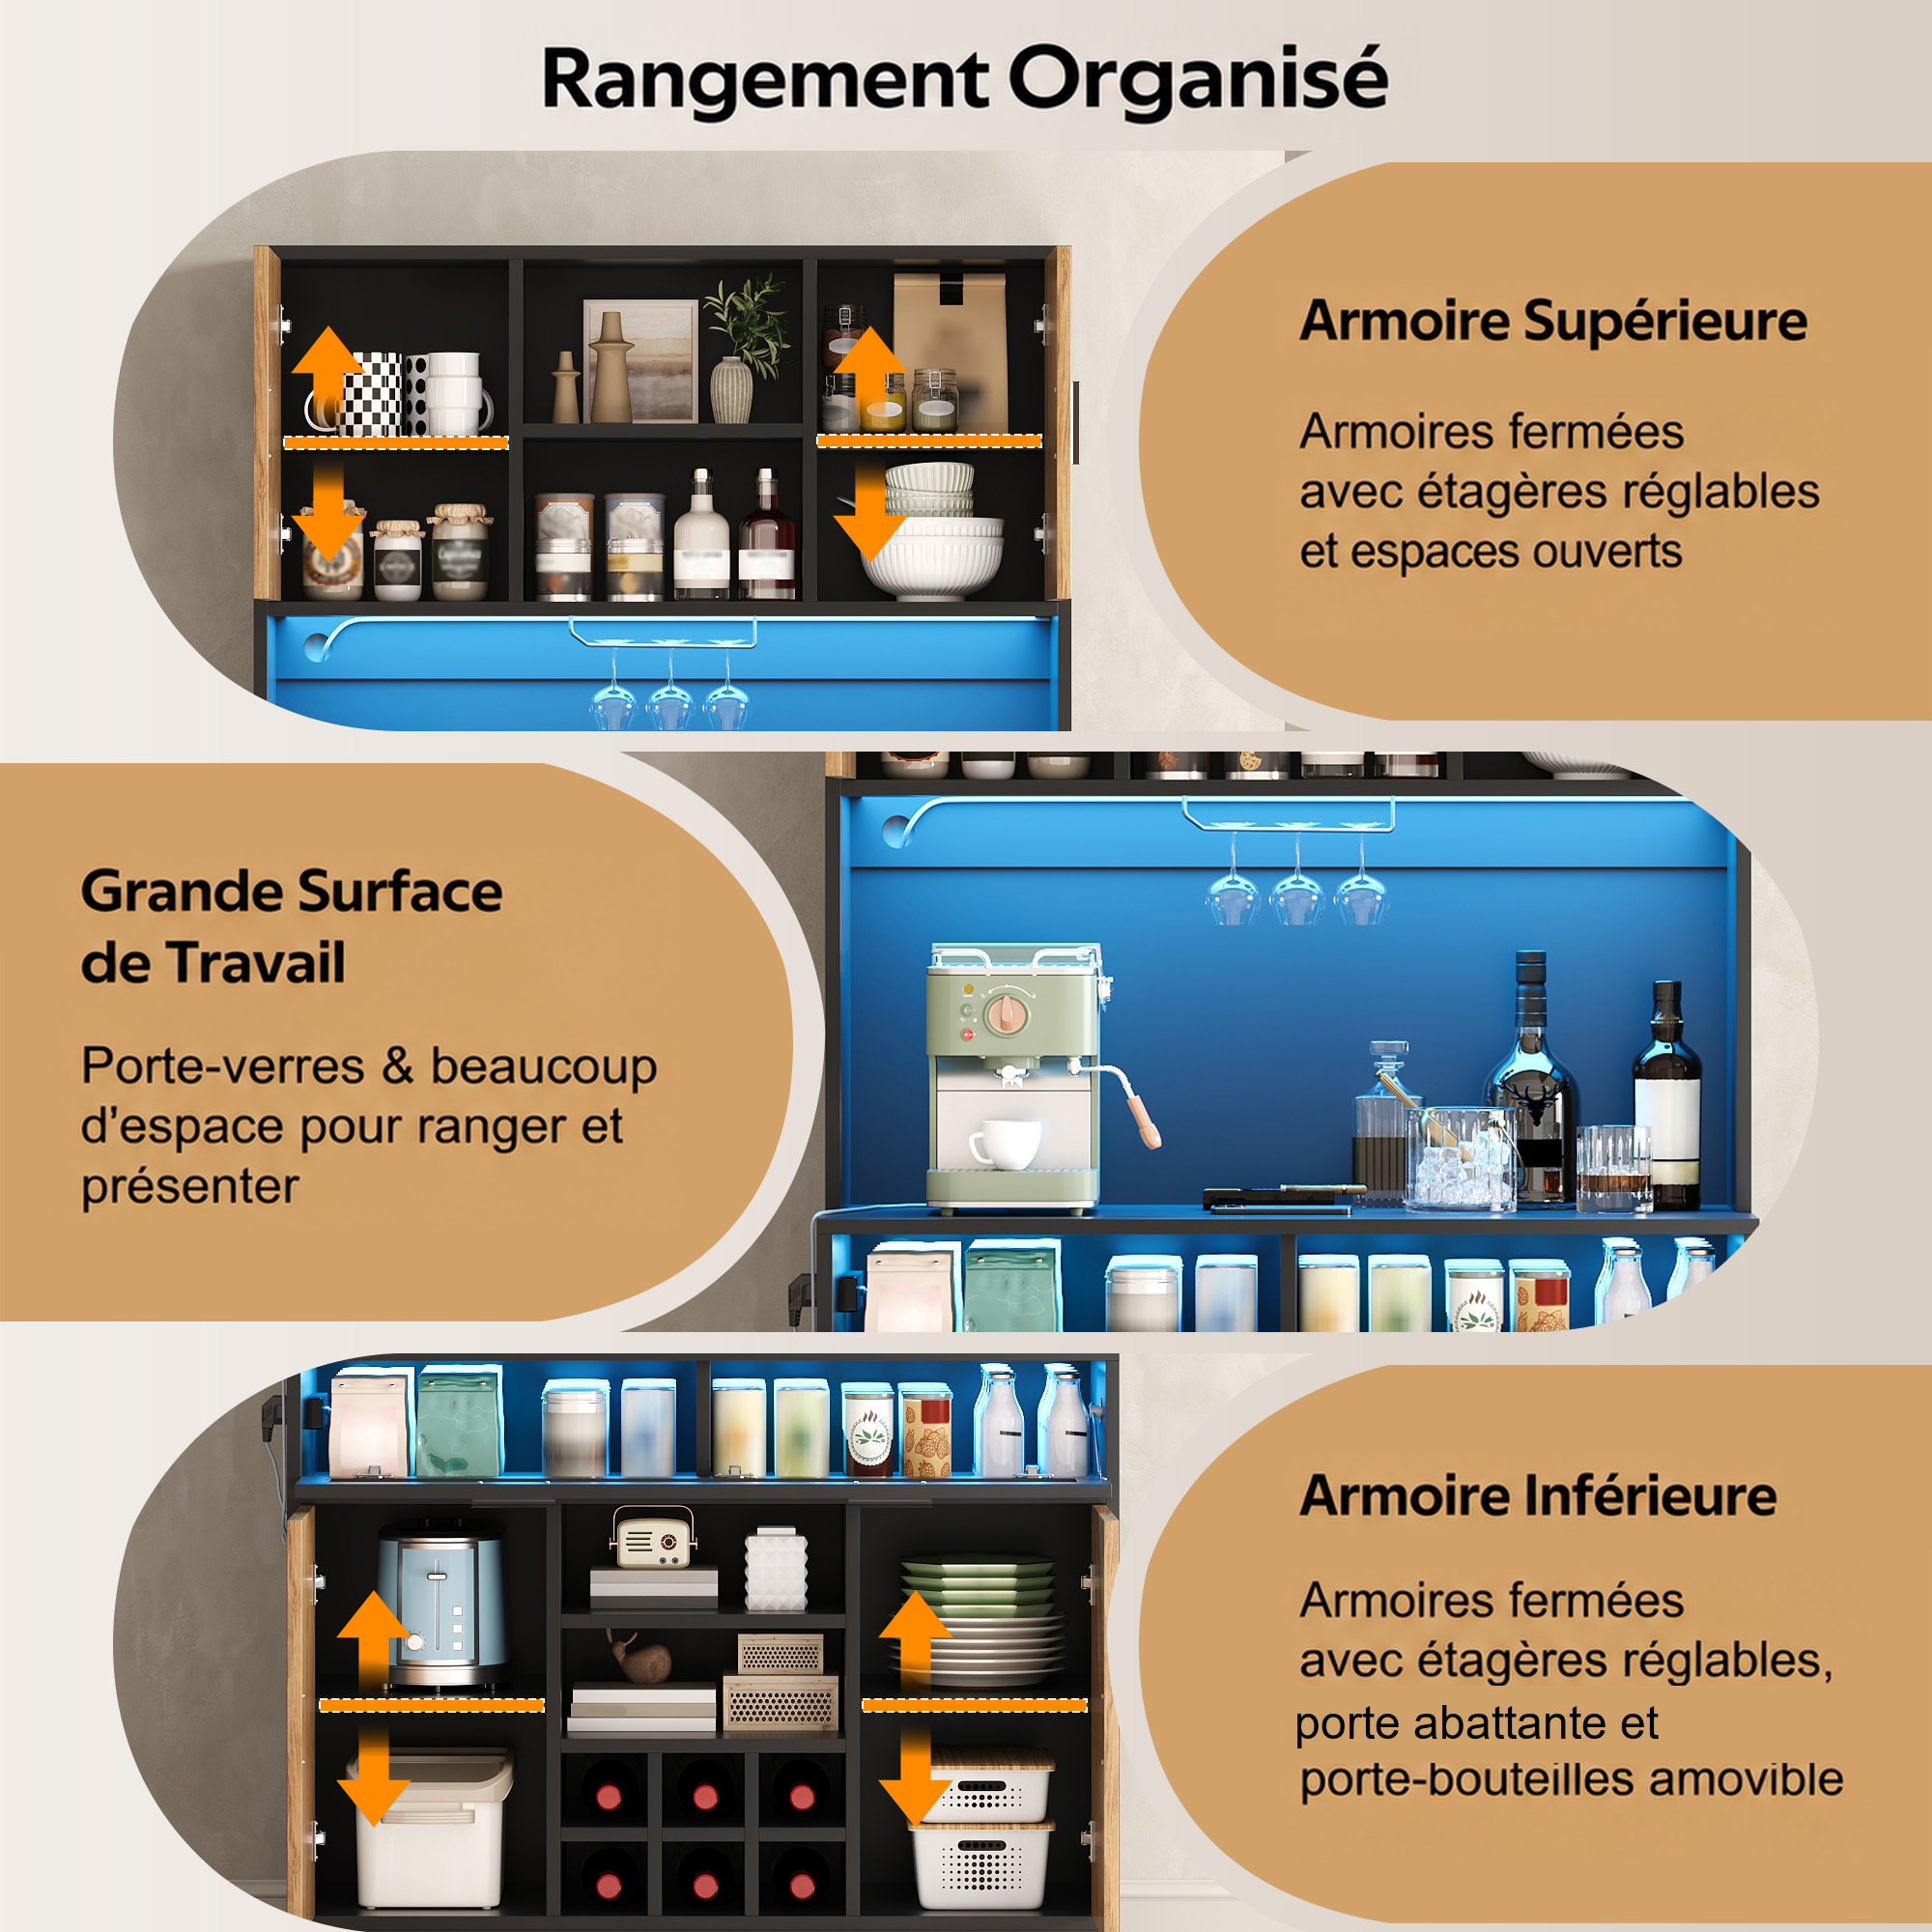 Rangement Organisé
Armoire Supérieure
Armoires fermées
avec étagères réglables
et espaces ouverts
Grande Surface
de Travail
Porte-verres & beaucoup
d’espace pour ranger et
présenter
Armoire Inférieure
Armoires fermées
avec étagères réglables,
porte abattante et
porte-bouteilles amovible